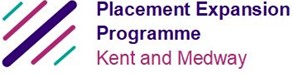 Placement Expansion
Programme
Kent and Medway